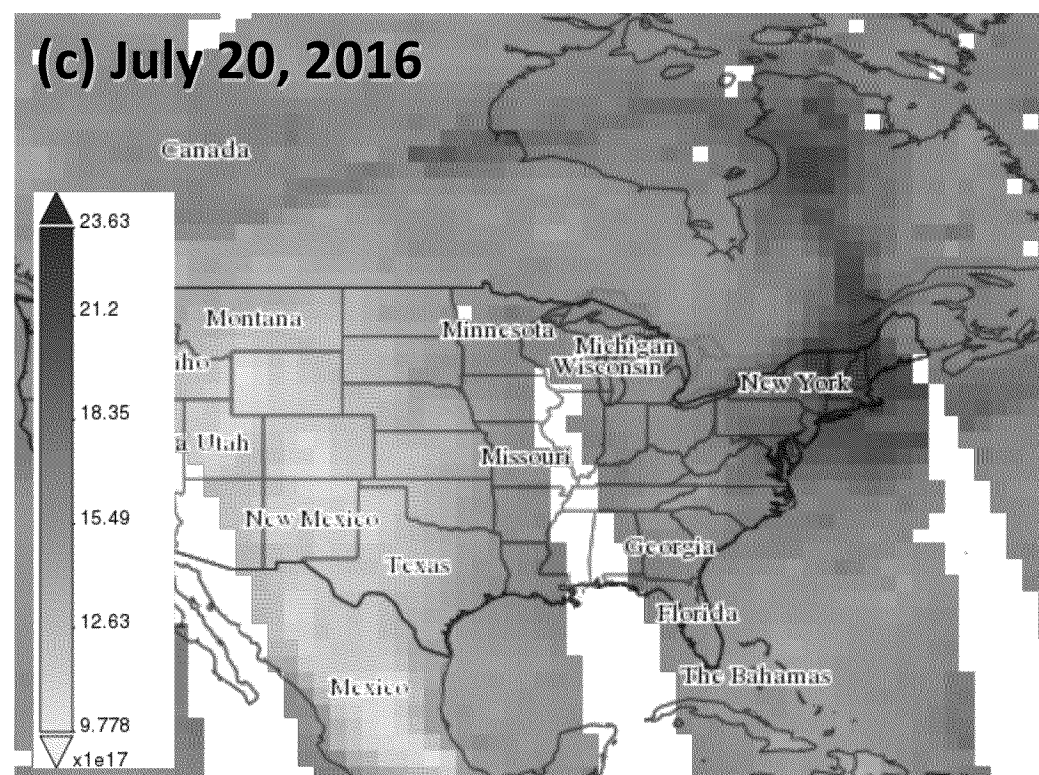 (c) July 20, 2016
Canada
23.63
21.2
18.35
15.49
12.63
9.778
x1e17
Montana
Minnesota
Michigan
Wisconsin
aho
New York
a Utah
Missouri
New Mexico
Georgia
Texas
Florida
The Bahamas
Mexico